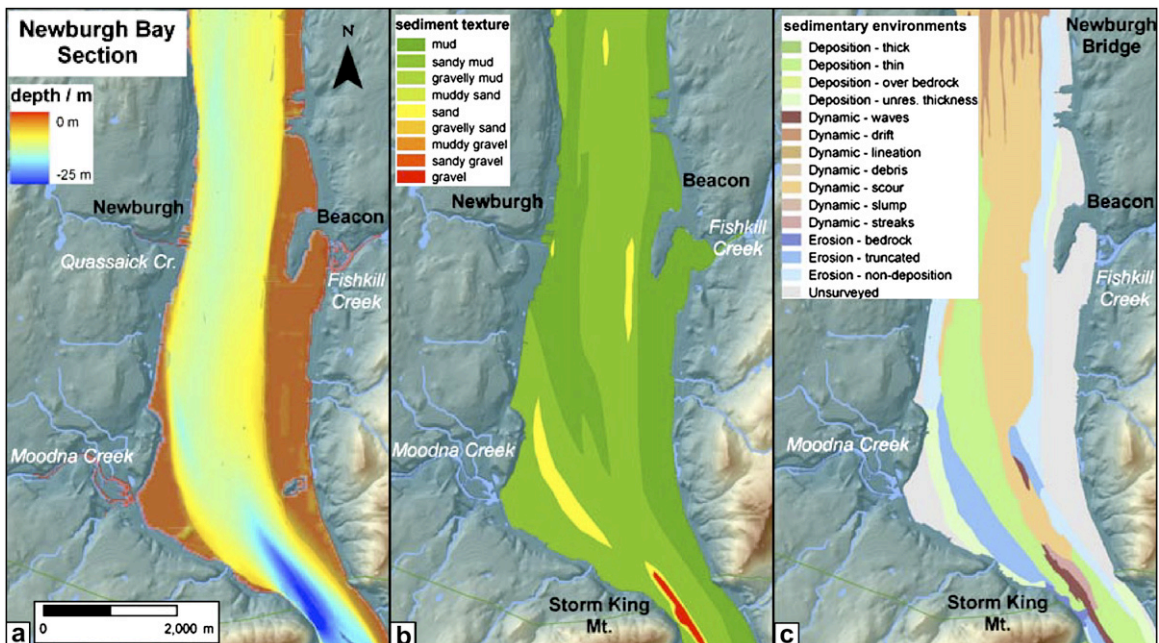 Newburgh Bay
Section
N
depth / m
0 m
-25 m
Newburgh
Beacon
Quassaick Cr.
Fishkill
Creek
Moodna Creek
0
2,000 m
a
sediment texture
mud
sandy mud
gravelly mud
muddy sand
sand
gravelly sand
muddy gravel
sandy gravel
gravel
Newburgh
Beacon
Fishkill
Creek
Moodna Creek
Storm King
Mt.
b
sedimentary environments
Deposition - thick
Deposition - thin
Deposition - over bedrock
Deposition - unres. thickness
Dynamic - waves
Dynamic - drift
Dynamic - lineation
Dynamic - debris
Dynamic - scour
Dynamic - slump
Dynamic - streaks
Erosion - bedrock
Erosion - truncated
Erosion - non-deposition
Unsurveyed
Newburgh
Bridge
Beacon
Fishkill
Creek
Moodna Creek
Storm King
Mt.
c